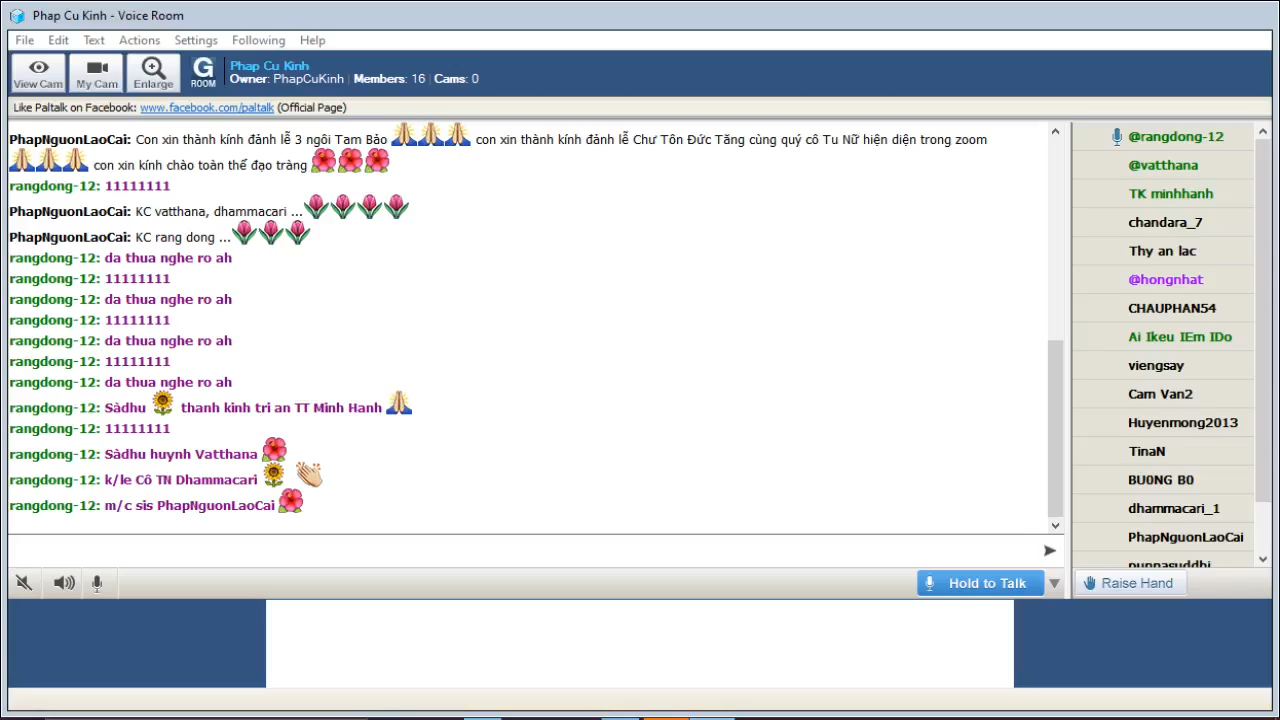 Phap Cu Kinh - Voice Room
File Edit Text Actions Settings Following Help
View Cam My Cam Enlarge G ROOM
Phap Cu Kinh
Owner: PhapCuKinh | Members: 16 | Cams: 0
Like Paltalk on Facebook: www.facebook.com/paltalk (Official Page)
PhapNguonLaoCai: Con xin thành kính đảnh lễ 3 ngôi Tam Bảo con xin thành kính đảnh lễ Chư Tôn Đức Tăng cùng quý cô Tu Nữ hiện diện trong zoom
con xin kính chào toàn thể đạo tràng
rangdong-12: 11111111
PhapNguonLaoCai: KC vatthana, dhammacari ...
PhapNguonLaoCai: KC rang dong ...
rangdong-12: da thua nghe ro ah
rangdong-12: 11111111
rangdong-12: da thua nghe ro ah
rangdong-12: 11111111
rangdong-12: da thua nghe ro ah
rangdong-12: 11111111
rangdong-12: da thua nghe ro ah
rangdong-12: Sàdhu thanh kinh tri an TT Minh Hanh
rangdong-12: 11111111
rangdong-12: Sàdhu huynh Vatthana
rangdong-12: k/le Cô TN Dhammacari
rangdong-12: m/c sis PhapNguonLaoCai
@rangdong-12
@vatthana
TK minhhanh
chandara_7
Thy an lac
@hongnhat
CHAUPHAN54
Ai Ikeu IEm IDo
viengsay
Cam Van2
Huyenmong2013
TinaN
BU0NG B0
dhammacari_1
PhapNguonLaoCai
punnasuddhi
Hold to Talk
Raise Hand